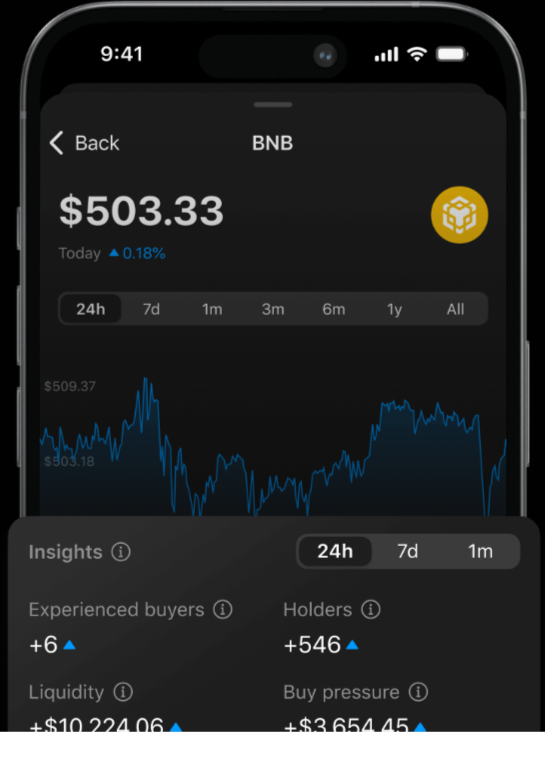 9:41
Back
BNB
$503.33
Today ▲ 0.18%
24h 7d 1m 3m 6m 1y All
$509.37
$503.18
Insights 24h 7d 1m
Experienced buyers Holders
+6 ▲ +546 ▲
Liquidity Buy pressure
+$10,224.06 ▲ +$3,654.45 ▲